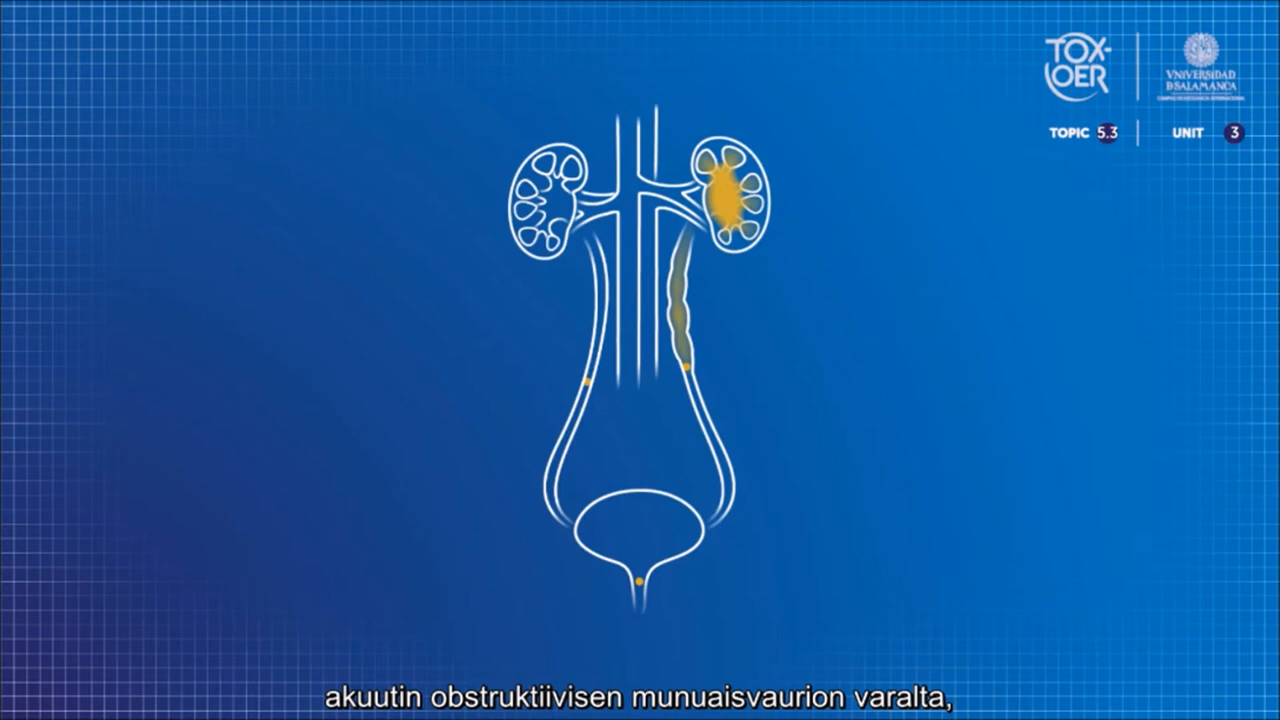 TOX-
OER
VNIVERSIDAD
D SALAMANCA
TOPIC 5.3
UNIT 3
akuutin obstruktiivisen munuaisvaurion varalta,